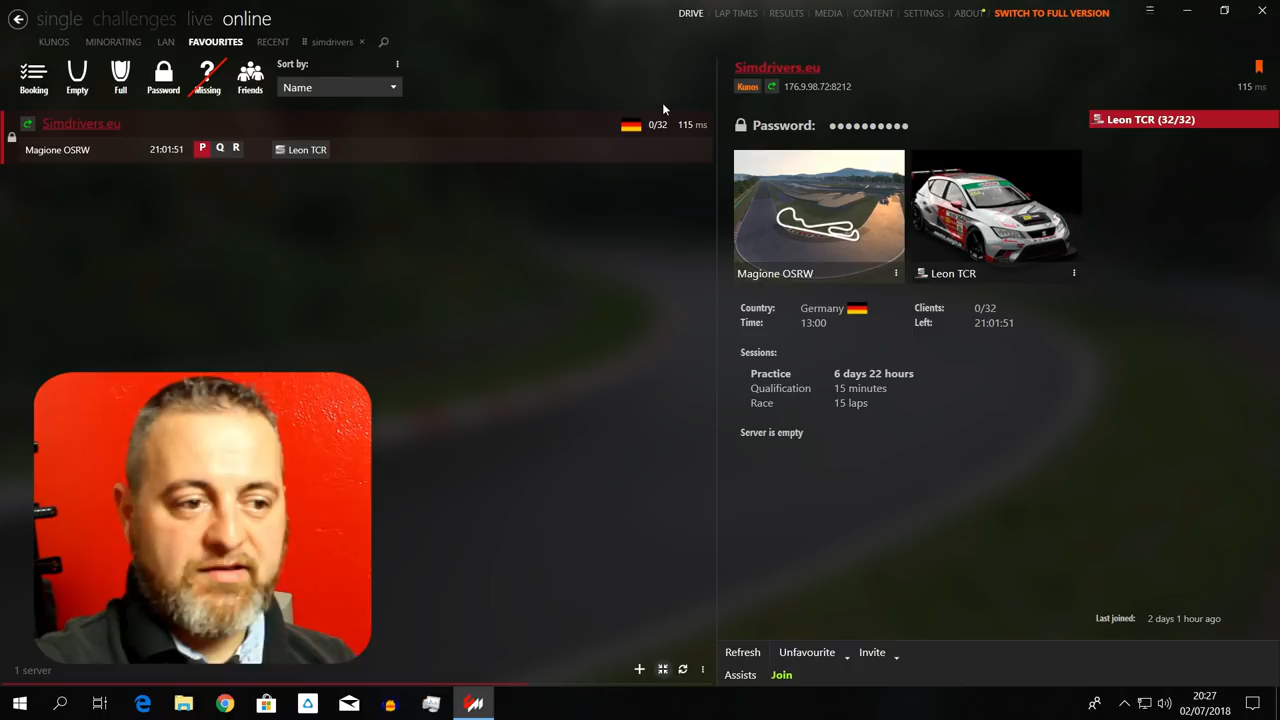 single challenges live online
DRIVE LAP TIMES RESULTS MEDIA CONTENT SETTINGS ABOUT SWITCH TO FULL VERSION
KUNOS MINORATING LAN FAVOURITES RECENT simdrivers
Sort by:
Name
Booking Empty Full Password Missing Friends
Simdrivers.eu
0/32 115 ms
Magione OSRW 21:01:51 P Q R Leon TCR
Simdrivers.eu
Kunos 176.9.98.72:8212 115 ms
Password:
Leon TCR (32/32)
Magione OSRW
Leon TCR
Country: Germany Clients: 0/32
Time: 13:00 Left: 21:01:51
Sessions:
Practice 6 days 22 hours
Qualification 15 minutes
Race 15 laps
Server is empty
Last joined: 2 days 1 hour ago
Refresh Unfavourite Invite
Assists Join
1 server
20:27
02/07/2018